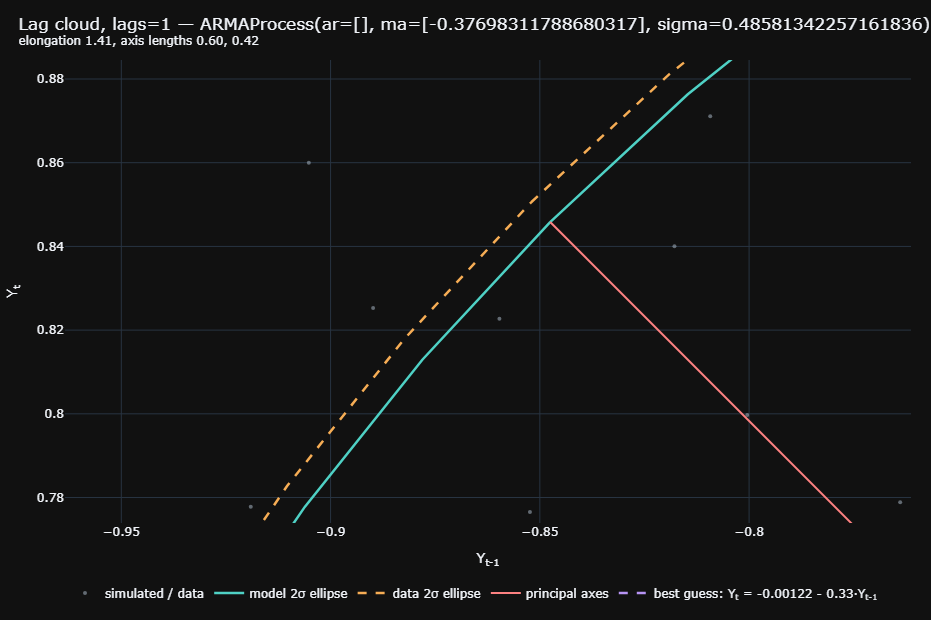 Lag cloud, lags=1 — ARMAProcess(ar=[], ma=[-0.37698311788680317], sigma=0.48581342257161836)
elongation 1.41, axis lengths 0.60, 0.42
0.88
0.86
0.84
0.82
0.8
0.78
Yt
−0.95
−0.9
−0.85
−0.8
Yt-1
simulated / data
model 2σ ellipse
data 2σ ellipse
principal axes
best guess: Yt = -0.00122 - 0.33·Yt-1